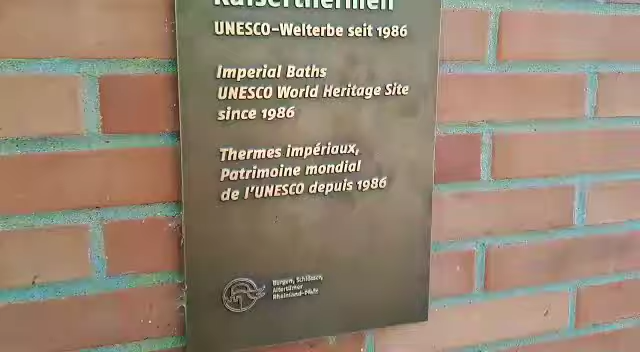 Kaiserthermen
UNESCO-Welterbe seit 1986
Imperial Baths
UNESCO World Heritage Site
since 1986
Thermes impériaux,
Patrimoine mondial
de l'UNESCO depuis 1986
Burgen, Schlösser,
Altertümer
Rheinland-Pfalz